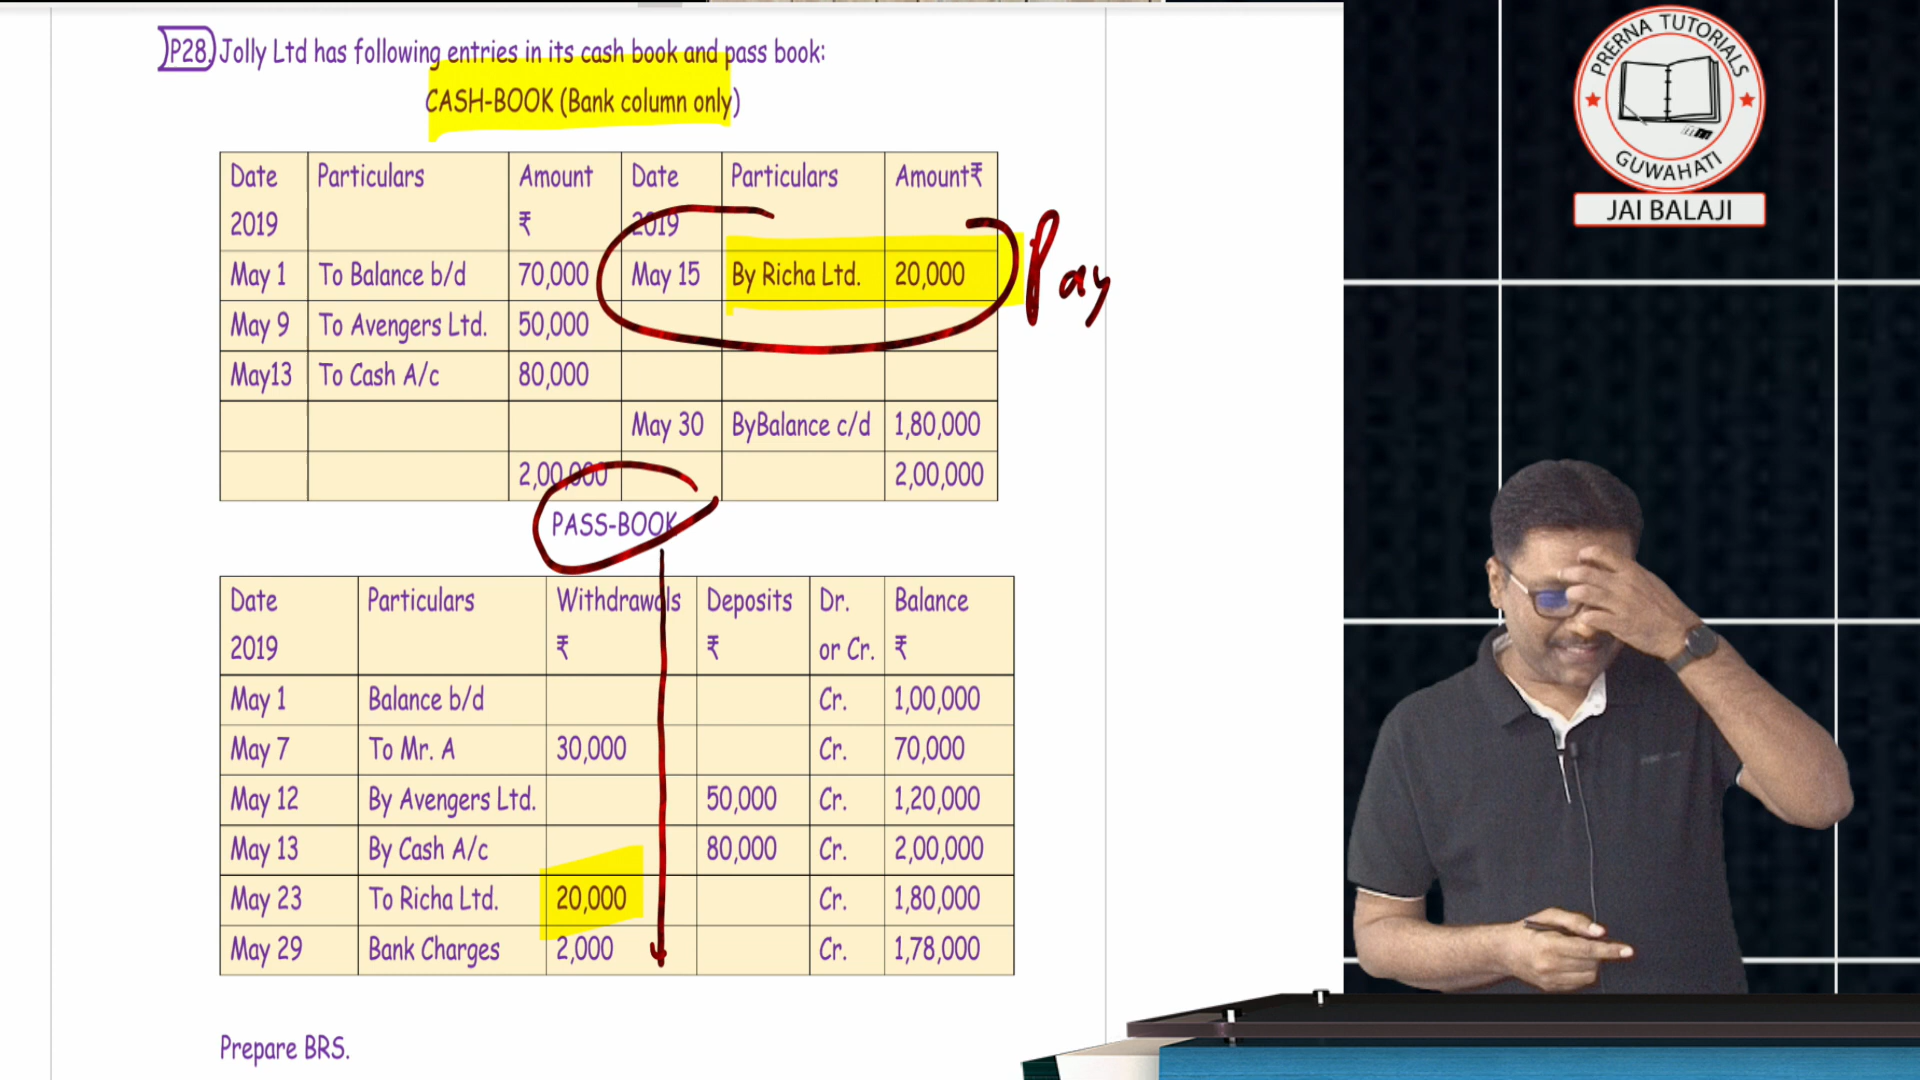 P28. Jolly Ltd has following entries in its cash book and pass book:
CASH-BOOK (Bank column only)
Date 2019 Particulars Amount ₹ Date 2019 Particulars Amount₹
May 1 To Balance b/d 70,000 May 15 By Richa Ltd. 20,000
May 9 To Avengers Ltd. 50,000
May13 To Cash A/c 80,000
May 30 ByBalance c/d 1,80,000
2,00,000 2,00,000
Pay
PASS-BOOK
Date 2019 Particulars Withdrawals ₹ Deposits ₹ Dr. or Cr. Balance ₹
May 1 Balance b/d Cr. 1,00,000
May 7 To Mr. A 30,000 Cr. 70,000
May 12 By Avengers Ltd. 50,000 Cr. 1,20,000
May 13 By Cash A/c 80,000 Cr. 2,00,000
May 23 To Richa Ltd. 20,000 Cr. 1,80,000
May 29 Bank Charges 2,000 Cr. 1,78,000
Prepare BRS.
PRERNA TUTORIALS
GUWAHATI
JAI BALAJI